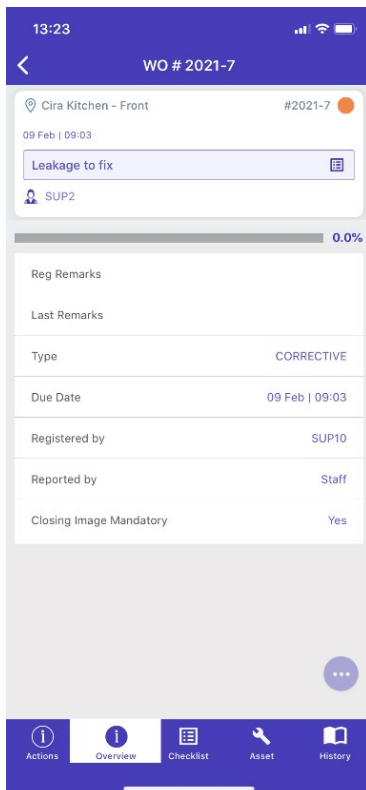 13:23
WO # 2021-7
Cira Kitchen - Front #2021-7
09 Feb | 09:03
Leakage to fix
SUP2
0.0%
Reg Remarks
Last Remarks
Type CORRECTIVE
Due Date 09 Feb | 09:03
Registered by SUP10
Reported by Staff
Closing Image Mandatory Yes
Actions Overview Checklist Asset History